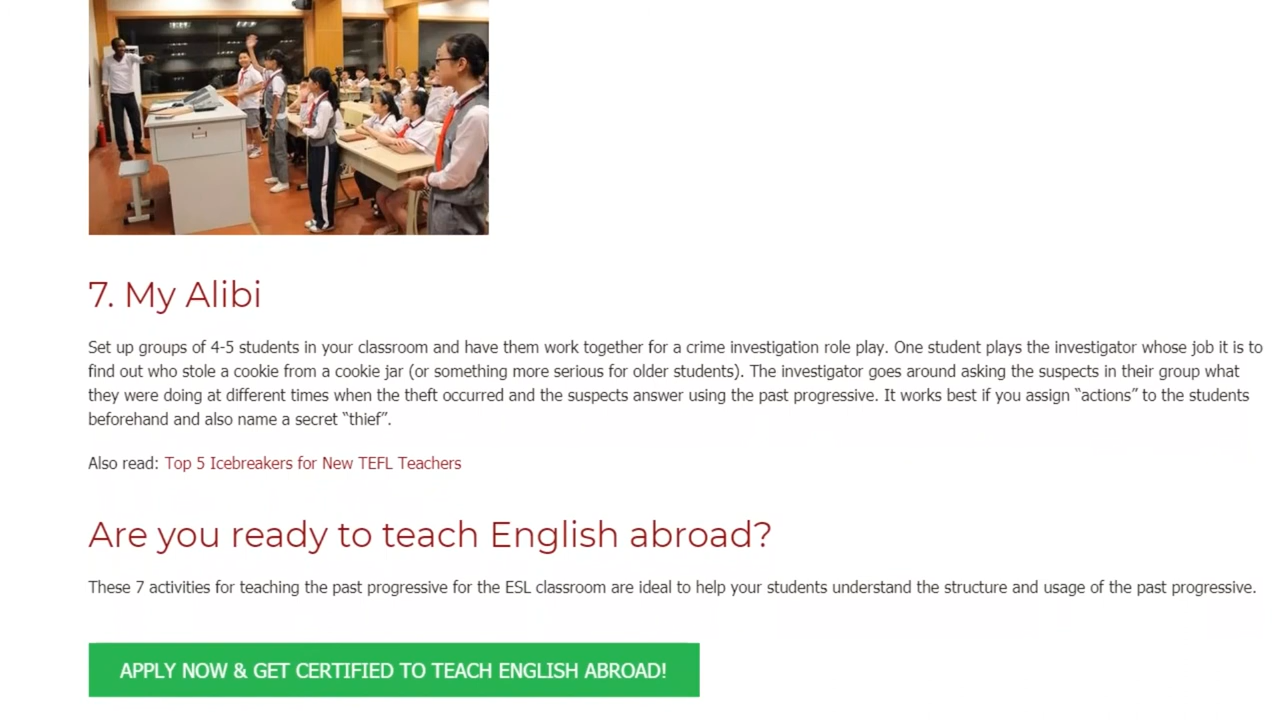 7. My Alibi
Set up groups of 4-5 students in your classroom and have them work together for a crime investigation role play. One student plays the investigator whose job it is to
find out who stole a cookie from a cookie jar (or something more serious for older students). The investigator goes around asking the suspects in their group what
they were doing at different times when the theft occurred and the suspects answer using the past progressive. It works best if you assign “actions” to the students
beforehand and also name a secret “thief”.
Also read: Top 5 Icebreakers for New TEFL Teachers
Are you ready to teach English abroad?
These 7 activities for teaching the past progressive for the ESL classroom are ideal to help your students understand the structure and usage of the past progressive.
APPLY NOW & GET CERTIFIED TO TEACH ENGLISH ABROAD!